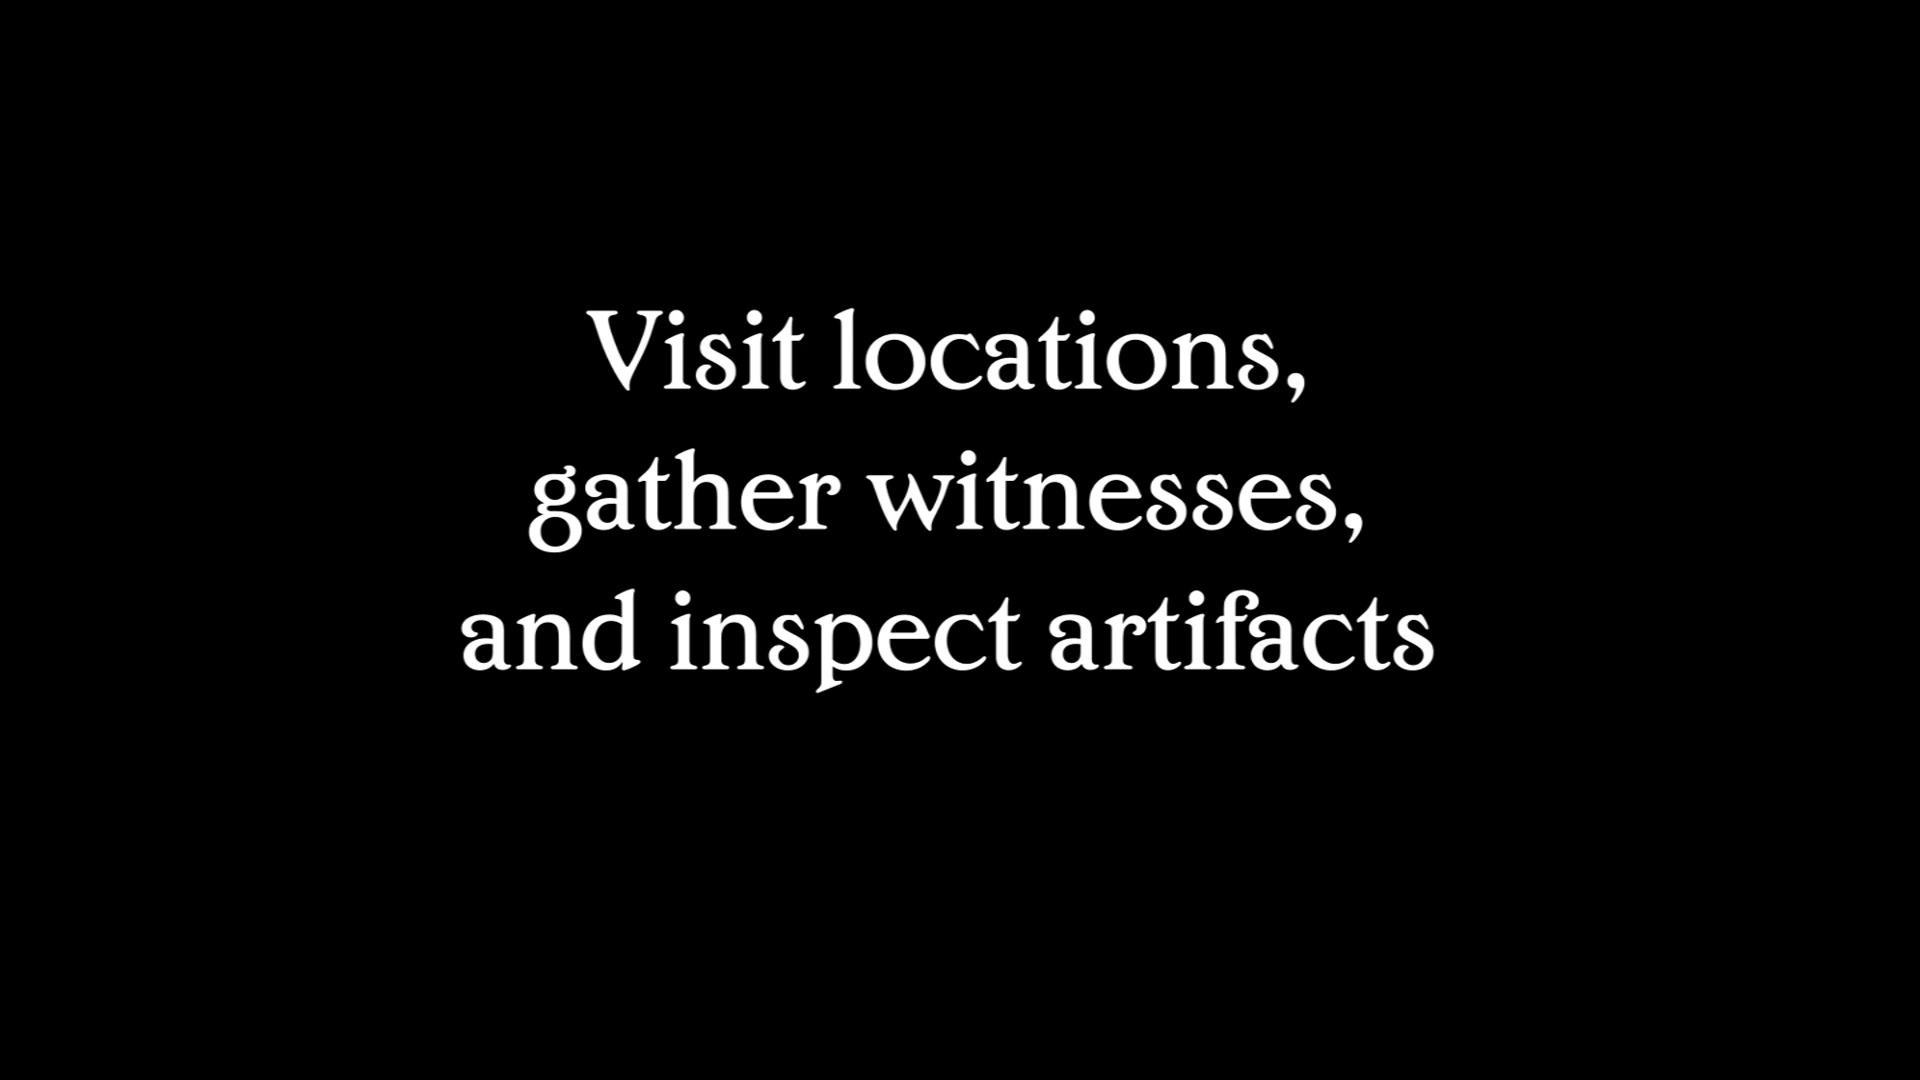 Visit locations,
gather witnesses,
and inspect artifacts